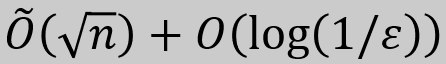 Õ(√n) + O(log(1/ε))